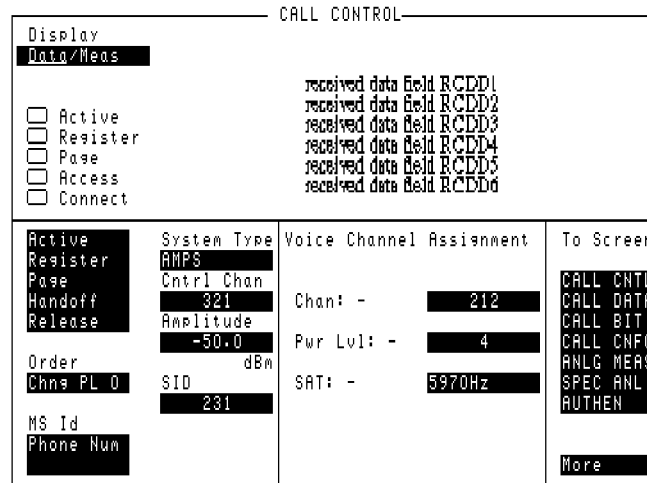 CALL CONTROL
Display
Data/Meas
received data field RCDD1
received data field RCDD2
received data field RCDD3
received data field RCDD4
received data field RCDD5
received data field RCDD6
Active
Register
Page
Access
Connect
Active
Register
Page
Handoff
Release
Order
Chng PL 0
MS Id
Phone Num
System Type
AMPS
Cntrl Chan
321
Amplitude
-50.0
dBm
SID
231
Voice Channel Assignment
Chan: - 212
Pwr Lvl: - 4
SAT: - 5970Hz
To Screen
CALL CNTL
CALL DATA
CALL BIT
CALL CNFG
ANLG MEAS
SPEC ANL
AUTHEN
More